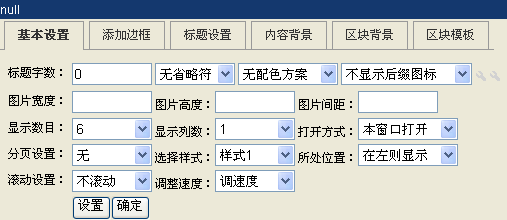 null
基本设置 添加边框 标题设置 内容背景 区块背景 区块模板
标题字数： 0 无省略符 无配色方案 不显示后缀图标
图片宽度： 图片高度： 图片间距：
显示数目： 6 显示列数： 1 打开方式： 本窗口打开
分页设置： 无 选择样式： 样式1 所处位置： 在左则显示
滚动设置： 不滚动 调整速度： 调速度
设置 确定